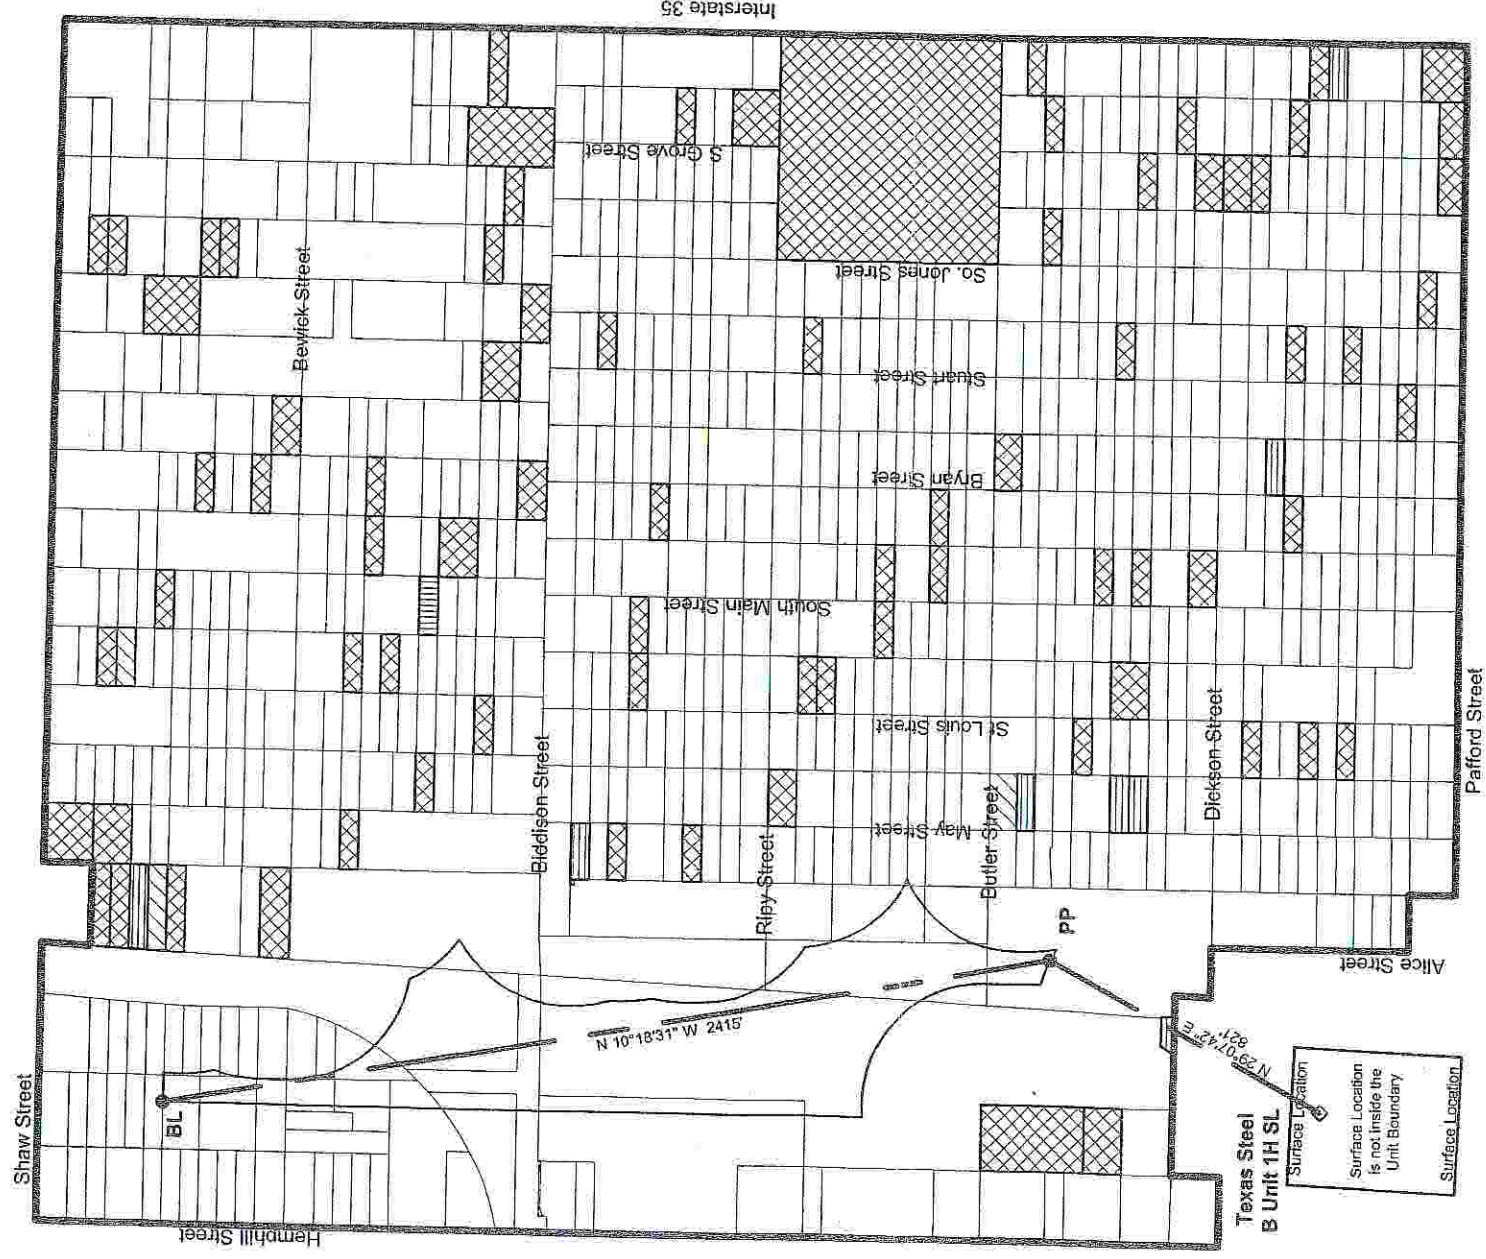 Interstate 35
S Grove Street
Bewick Street
So. Jones Street
Stuart Street
Bryan Street
South Main Street
St Louis Street
Biddison Street
Dickson Street
Pafford Street
May Street
Butler Street
Ripy Street
PP
Alice Street
N 10°18'31" W 2415'
N 29°07'42" E
821'
BL
Shaw Street
Hemphill Street
Texas Steel
B Unit 1H SL
Surface Location
Surface Location
is not inside the
Unit Boundary
Surface Location